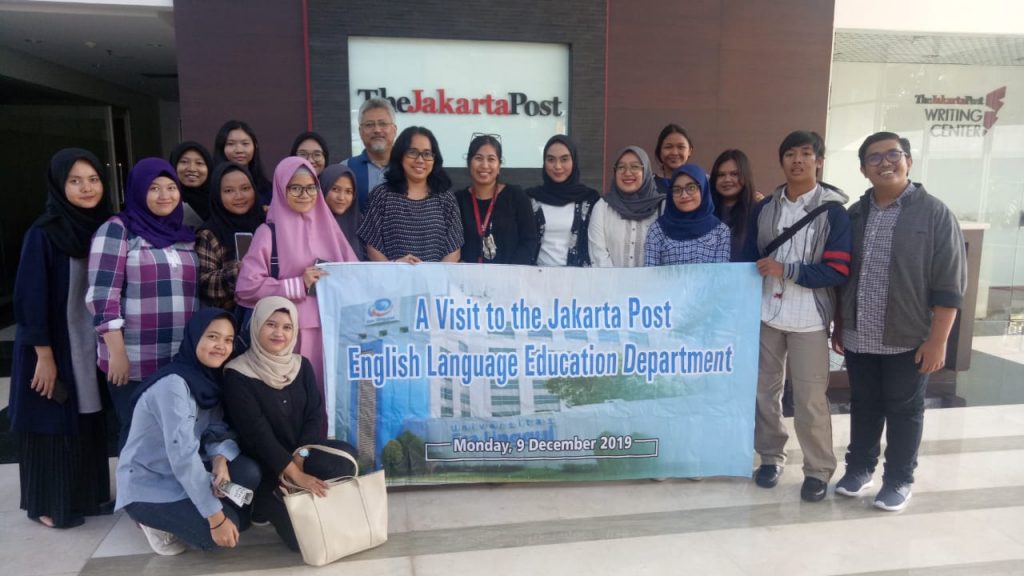 The Jakarta Post
The Jakarta Post
WRITING
CENTER
A Visit to the Jakarta Post
English Language Education Department
universitas
Monday, 9 December 2019